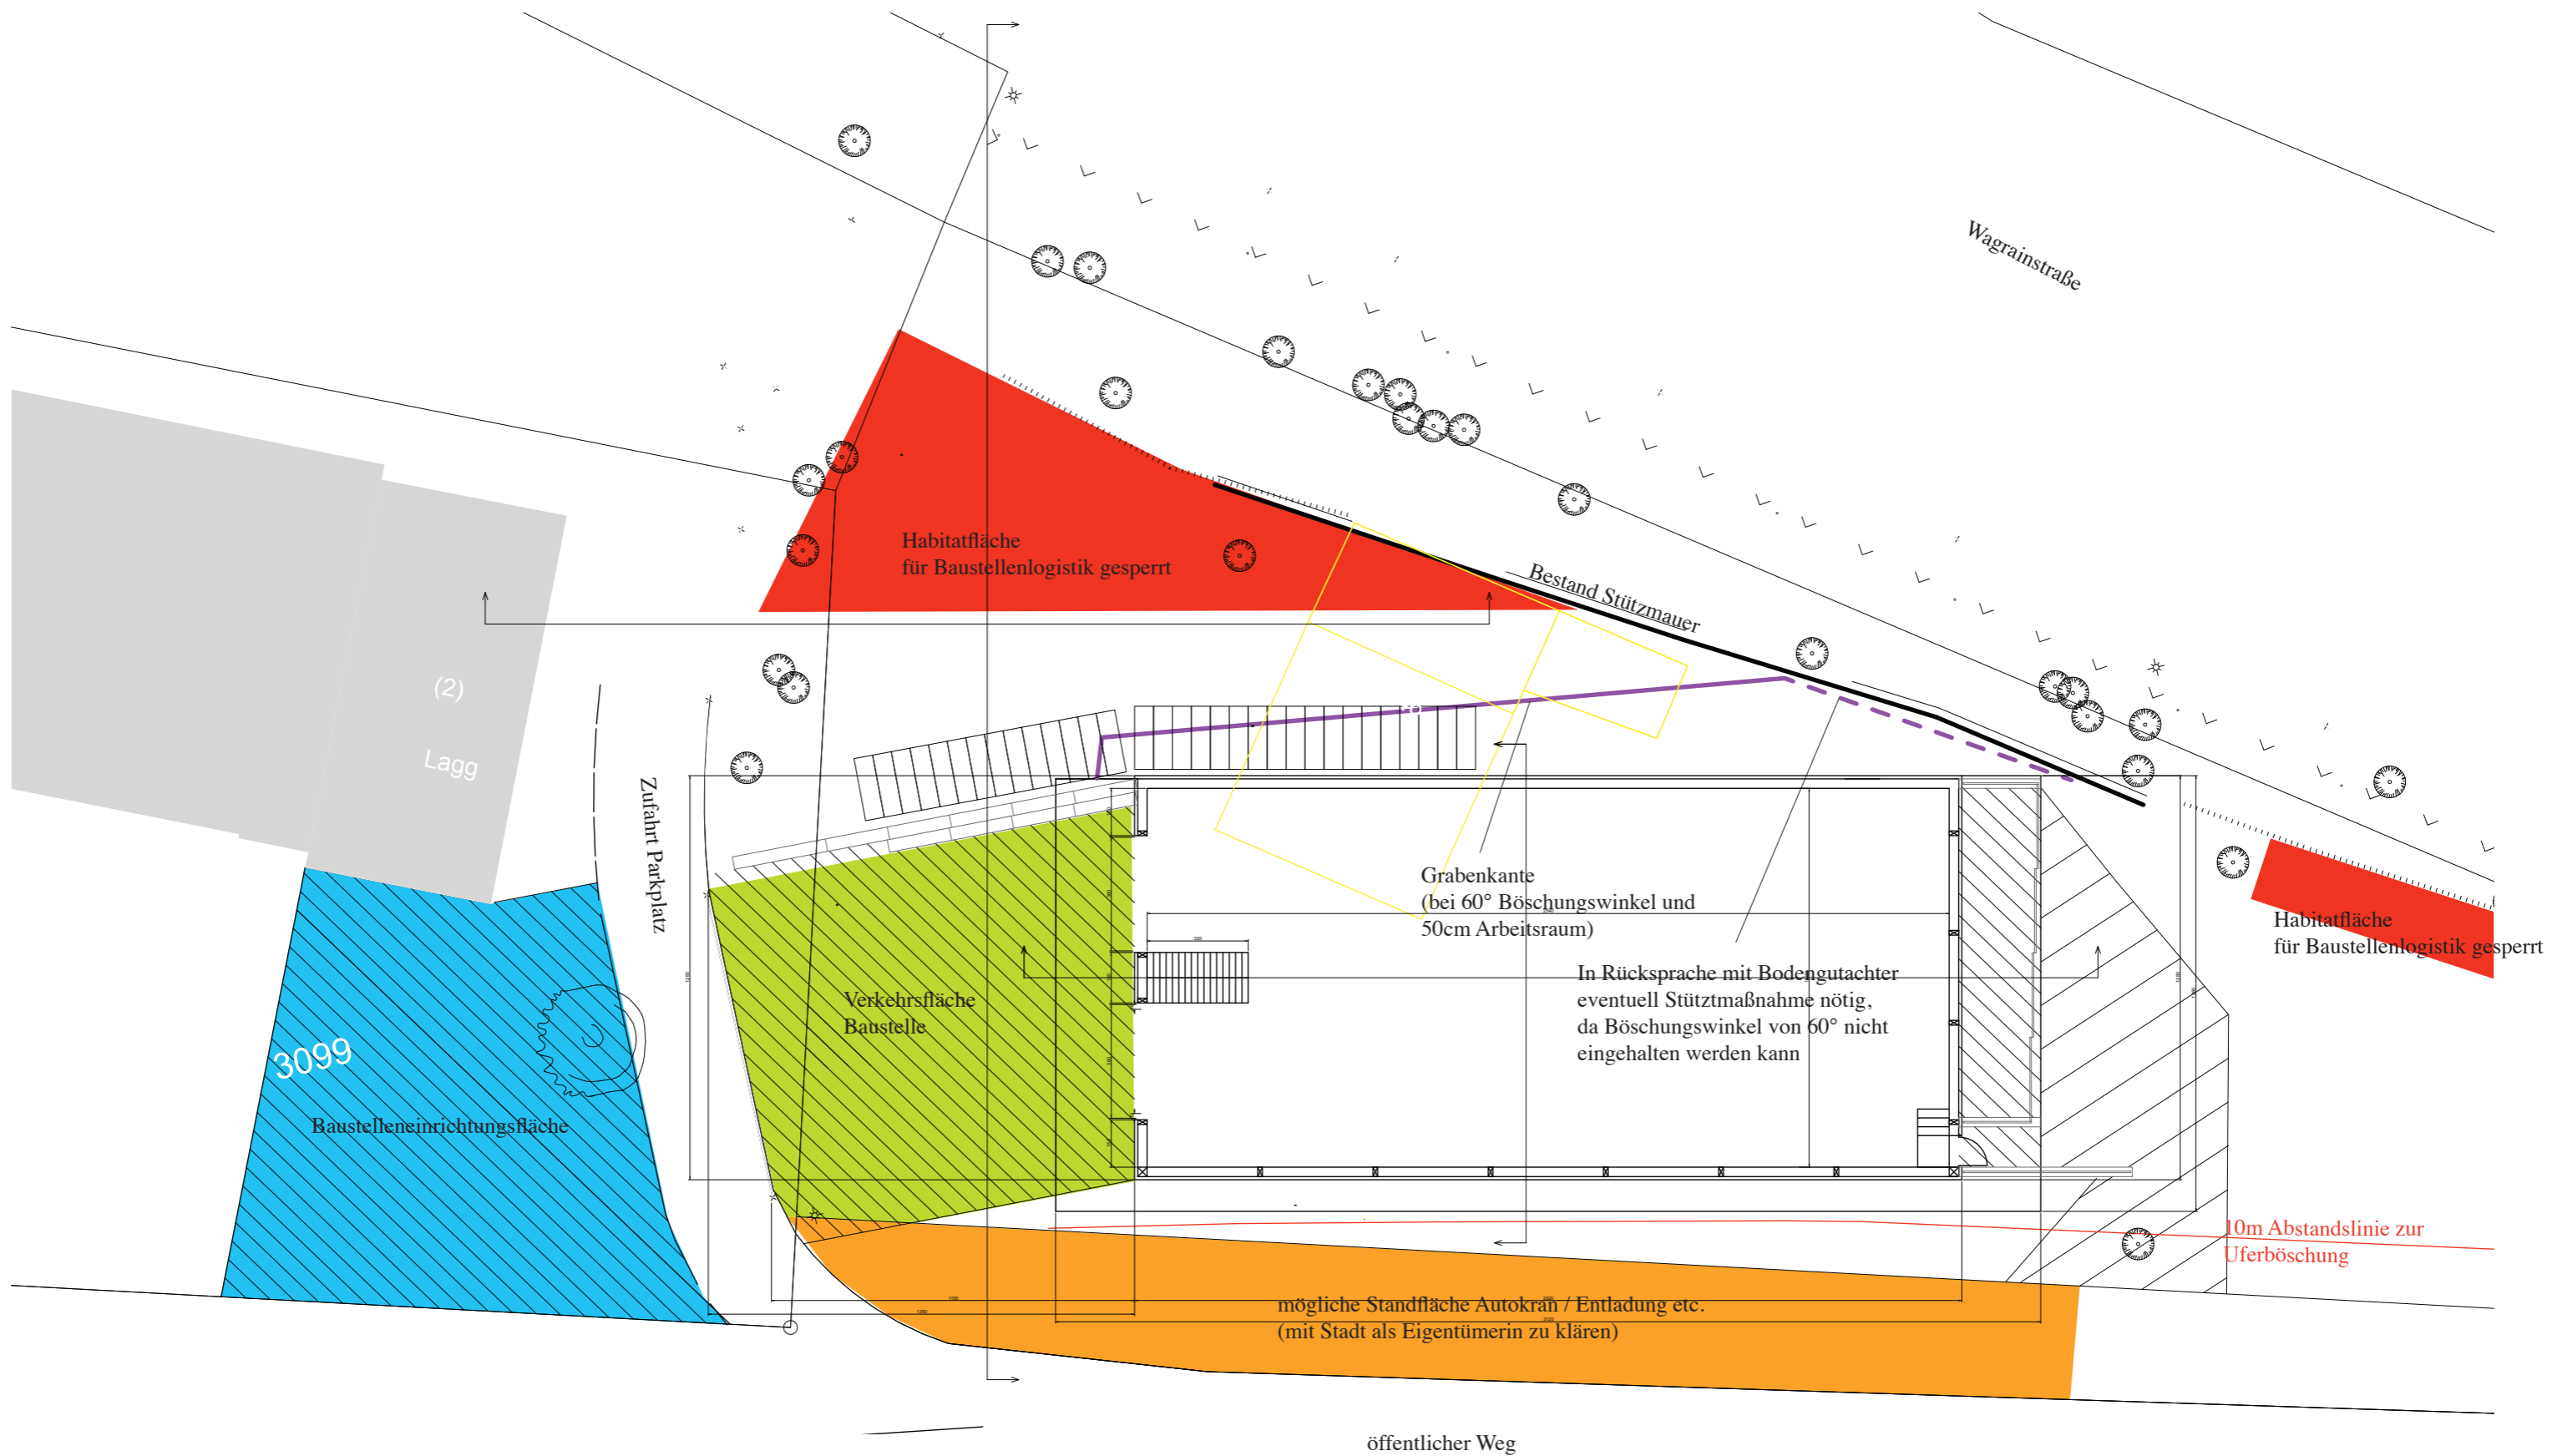 Wagrainstraße
Habitatfläche
für Baustellenlogistik gesperrt
Bestand Stützmauer
(2)
Lagg
Zufahrt Parkplatz
Grabenkante
(bei 60° Böschungswinkel und
50cm Arbeitsraum)
Habitatfläche
für Baustellenlogistik gesperrt
In Rücksprache mit Bodengutachter
eventuell Stütztmaßnahme nötig,
da Böschungswinkel von 60° nicht
eingehalten werden kann
Verkehrsfläche
Baustelle
3099
Baustelleneinrichtungsfläche
10m Abstandslinie zur
Uferböschung
mögliche Standfläche Autokran / Entladung etc.
(mit Stadt als Eigentümerin zu klären)
öffentlicher Weg